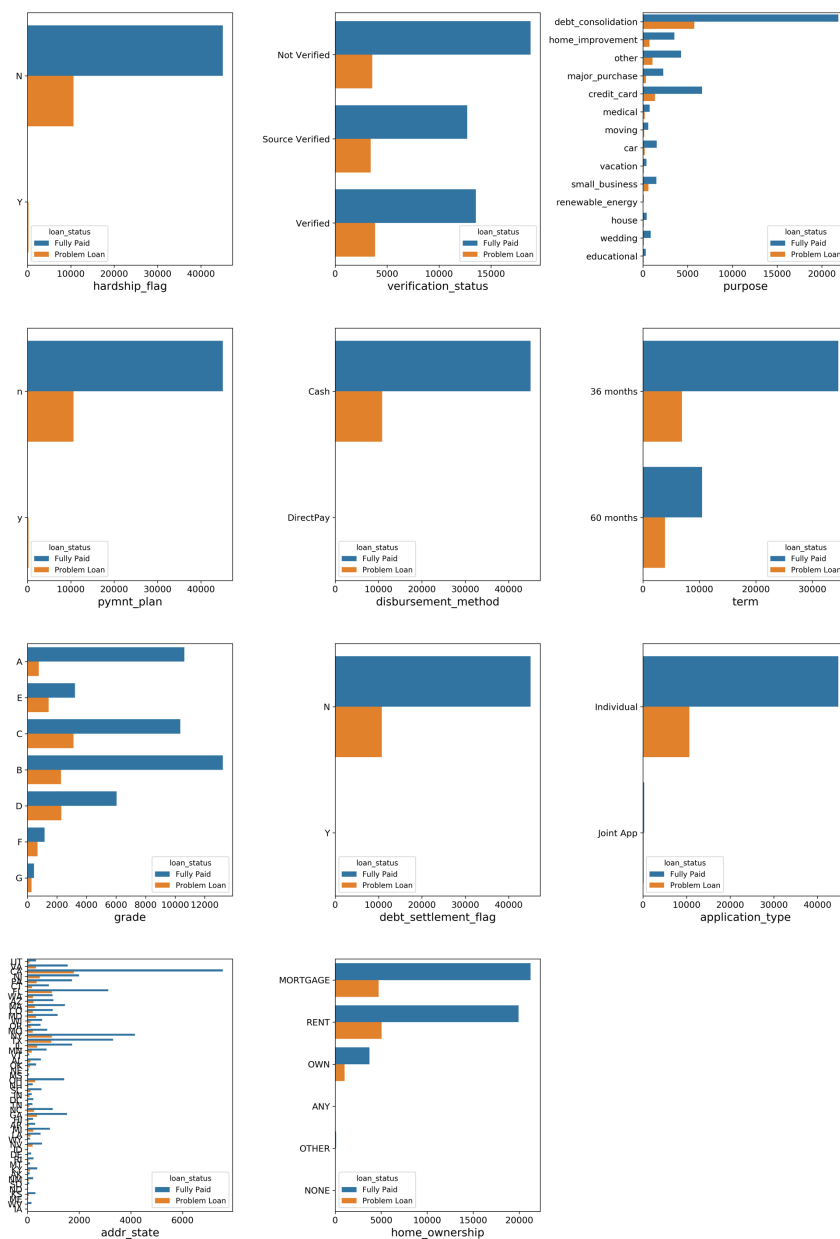 N
Y
loan_status
Fully Paid
Problem Loan
0 10000 20000 30000 40000
hardship_flag
Not Verified
Source Verified
Verified
loan_status
Fully Paid
Problem Loan
0 5000 10000 15000
verification_status
debt_consolidation
home_improvement
other
major_purchase
credit_card
medical
moving
car
vacation
small_business
renewable_energy
house
wedding
educational
loan_status
Fully Paid
Problem Loan
0 5000 10000 15000 20000
purpose
n
y
loan_status
Fully Paid
Problem Loan
0 10000 20000 30000 40000
pymnt_plan
Cash
DirectPay
loan_status
Fully Paid
Problem Loan
0 10000 20000 30000 40000
disbursement_method
36 months
60 months
loan_status
Fully Paid
Problem Loan
0 10000 20000 30000
term
A
E
C
B
D
F
G
loan_status
Fully Paid
Problem Loan
0 2000 4000 6000 8000 10000 12000
grade
N
Y
loan_status
Fully Paid
Problem Loan
0 10000 20000 30000 40000
debt_settlement_flag
Individual
Joint App
loan_status
Fully Paid
Problem Loan
0 10000 20000 30000 40000
application_type
UT
CA
loan_status
Fully Paid
Problem Loan
0 2000 4000 6000
addr_state
MORTGAGE
RENT
OWN
ANY
OTHER
NONE
loan_status
Fully Paid
Problem Loan
0 5000 10000 15000 20000
home_ownership